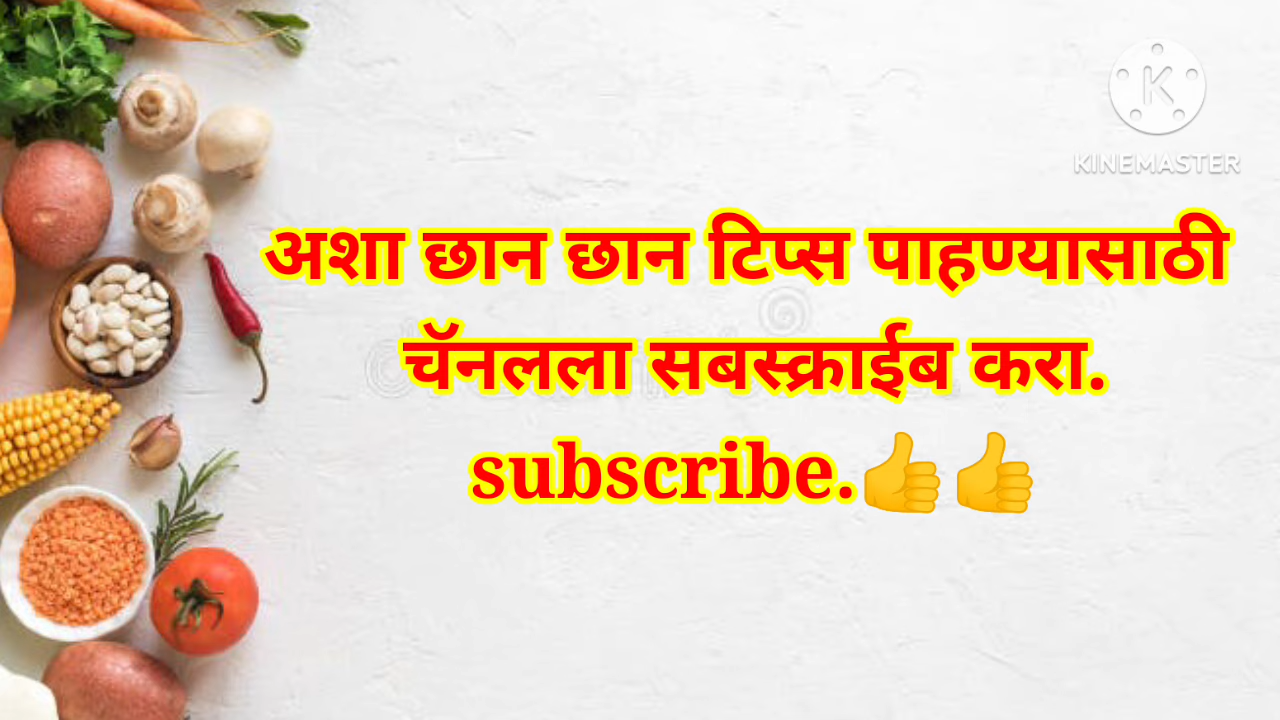 KINEMASTER
अशा छान छान टिप्स पाहण्यासाठी
चॅनलला सबस्क्राईब करा.
subscribe.👍👍